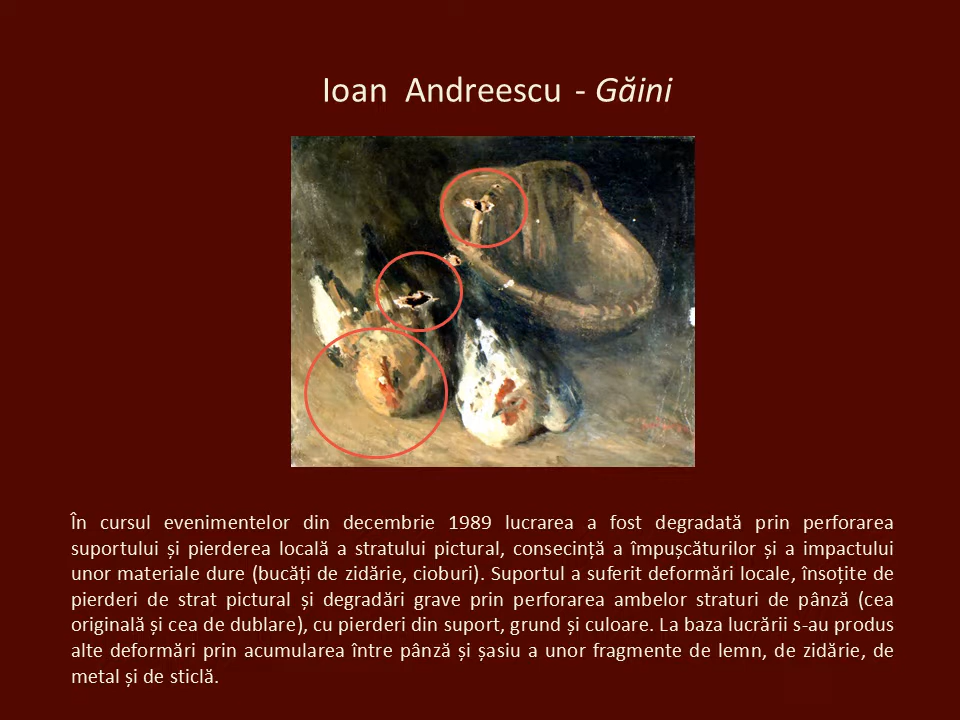 Ioan Andreescu - Găini
În cursul evenimentelor din decembrie 1989 lucrarea a fost degradată prin perforarea
suportului și pierderea locală a stratului pictural, consecință a împușcăturilor și a impactului
unor materiale dure (bucăți de zidărie, cioburi). Suportul a suferit deformări locale, însoțite de
pierderi de strat pictural și degradări grave prin perforarea ambelor straturi de pânză (cea
originală și cea de dublare), cu pierderi din suport, grund și culoare. La baza lucrării s-au produs
alte deformări prin acumularea între pânză și șasiu a unor fragmente de lemn, de zidărie, de
metal și de sticlă.